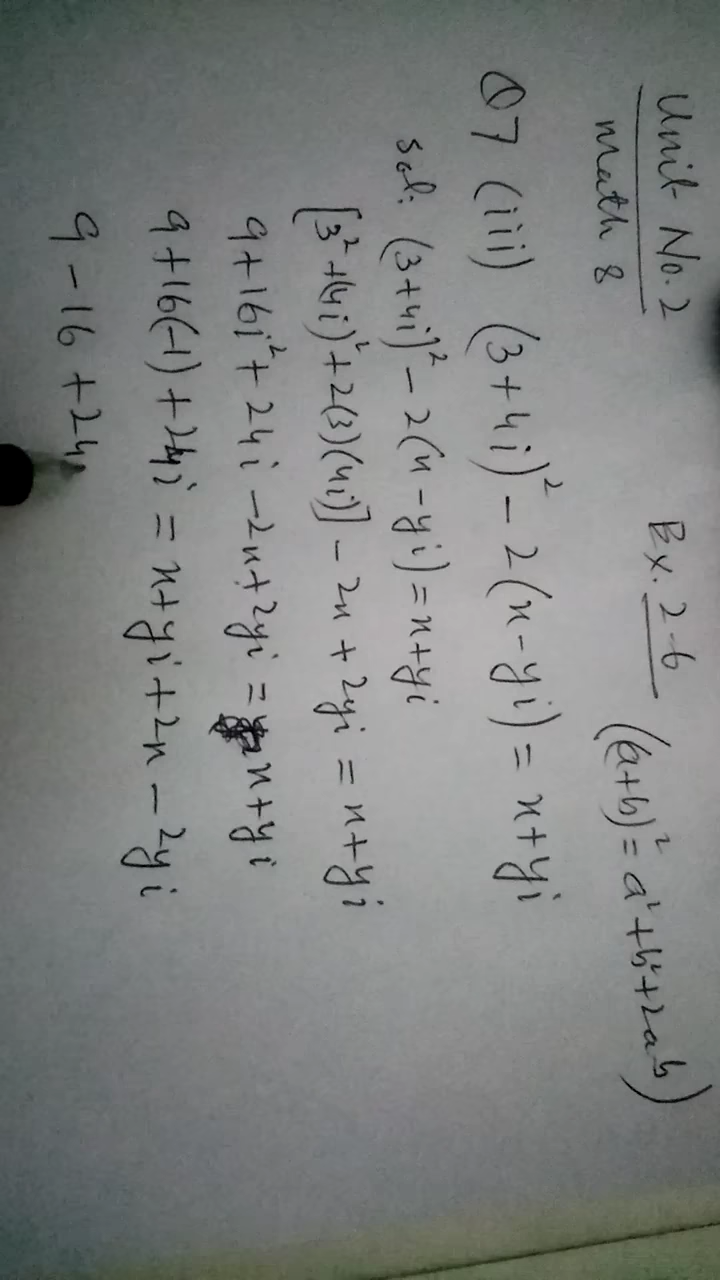 Unit No.2
Ex. 2.6
math 8
(a+b)² = a²+b²+2ab)
Q7 (iii) (3+4i)² - 2(x-yi) = x+yi
Sol: (3+4i)² - 2(x-yi) = x+yi
[3²+(4i)²+2(3)(4i)] - 2x + 2yi = x+yi
9+16i²+24i - 2x+2yi = x+yi
9+16(-1)+24i = x+yi+2x-2yi
9-16+24